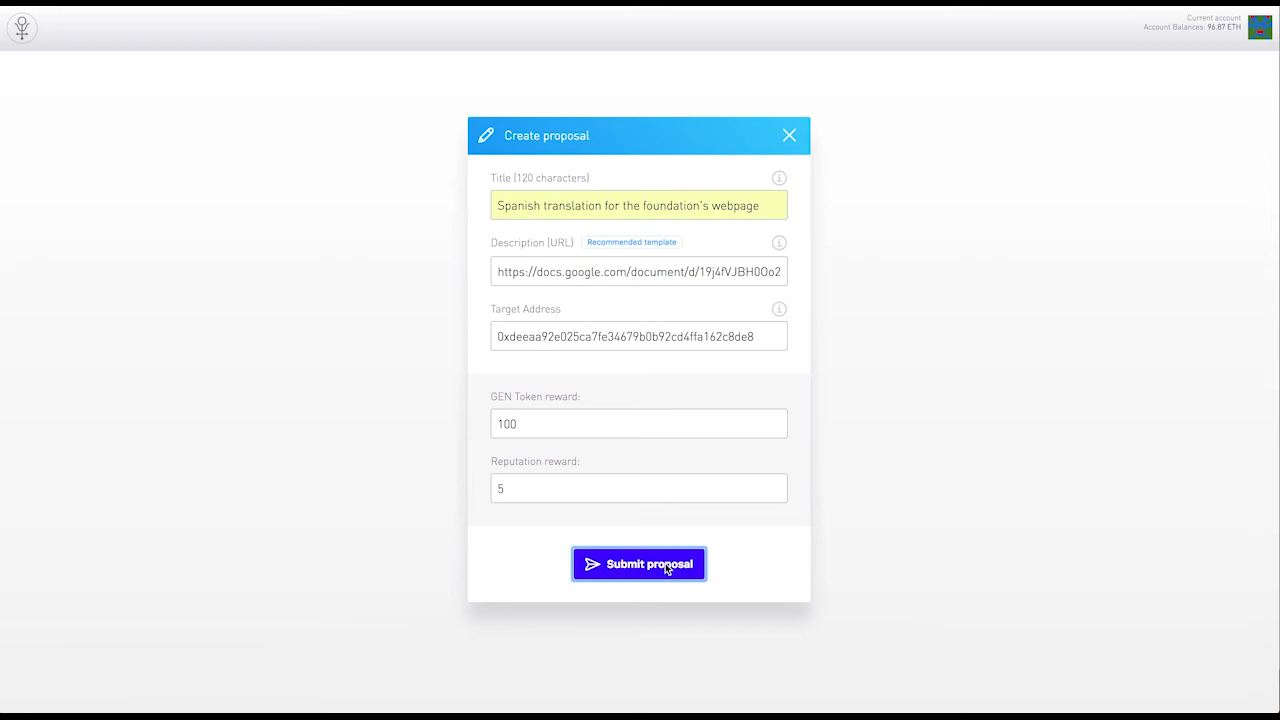 Current account
Account Balances: 96.87 ETH
Create proposal
Title [120 characters]
Spanish translation for the foundation's webpage
Description [URL] Recommended template
https://docs.google.com/document/d/19j4fVJBH0Oo2
Target Address
0xdeeaa92e025ca7fe34679b0b92cd4ffa162c8de8
GEN Token reward:
100
Reputation reward:
5
Submit proposal